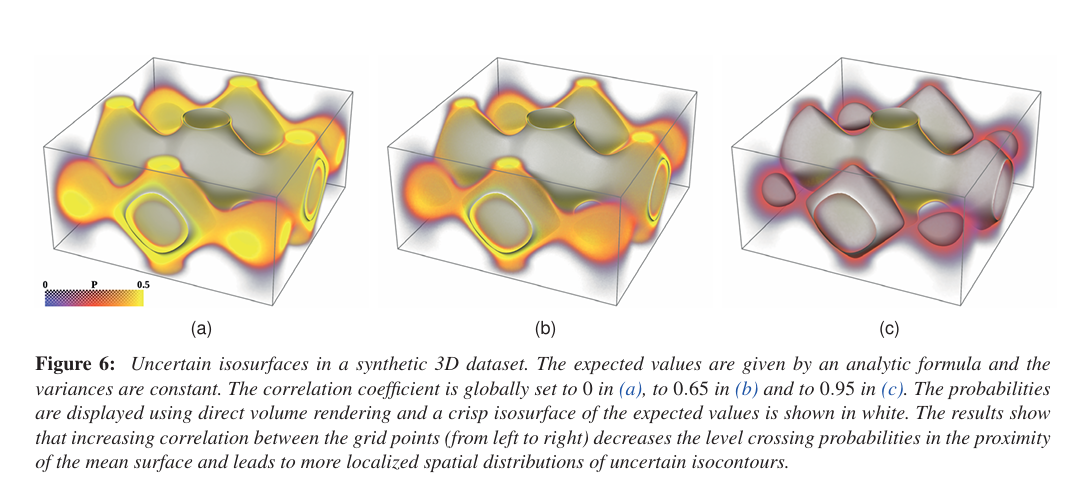 0 P 0.5
(a) (b) (c)
Figure 6: Uncertain isosurfaces in a synthetic 3D dataset. The expected values are given by an analytic formula and the
variances are constant. The correlation coefficient is globally set to 0 in (a), to 0.65 in (b) and to 0.95 in (c). The probabilities
are displayed using direct volume rendering and a crisp isosurface of the expected values is shown in white. The results show
that increasing correlation between the grid points (from left to right) decreases the level crossing probabilities in the proximity
of the mean surface and leads to more localized spatial distributions of uncertain isocontours.